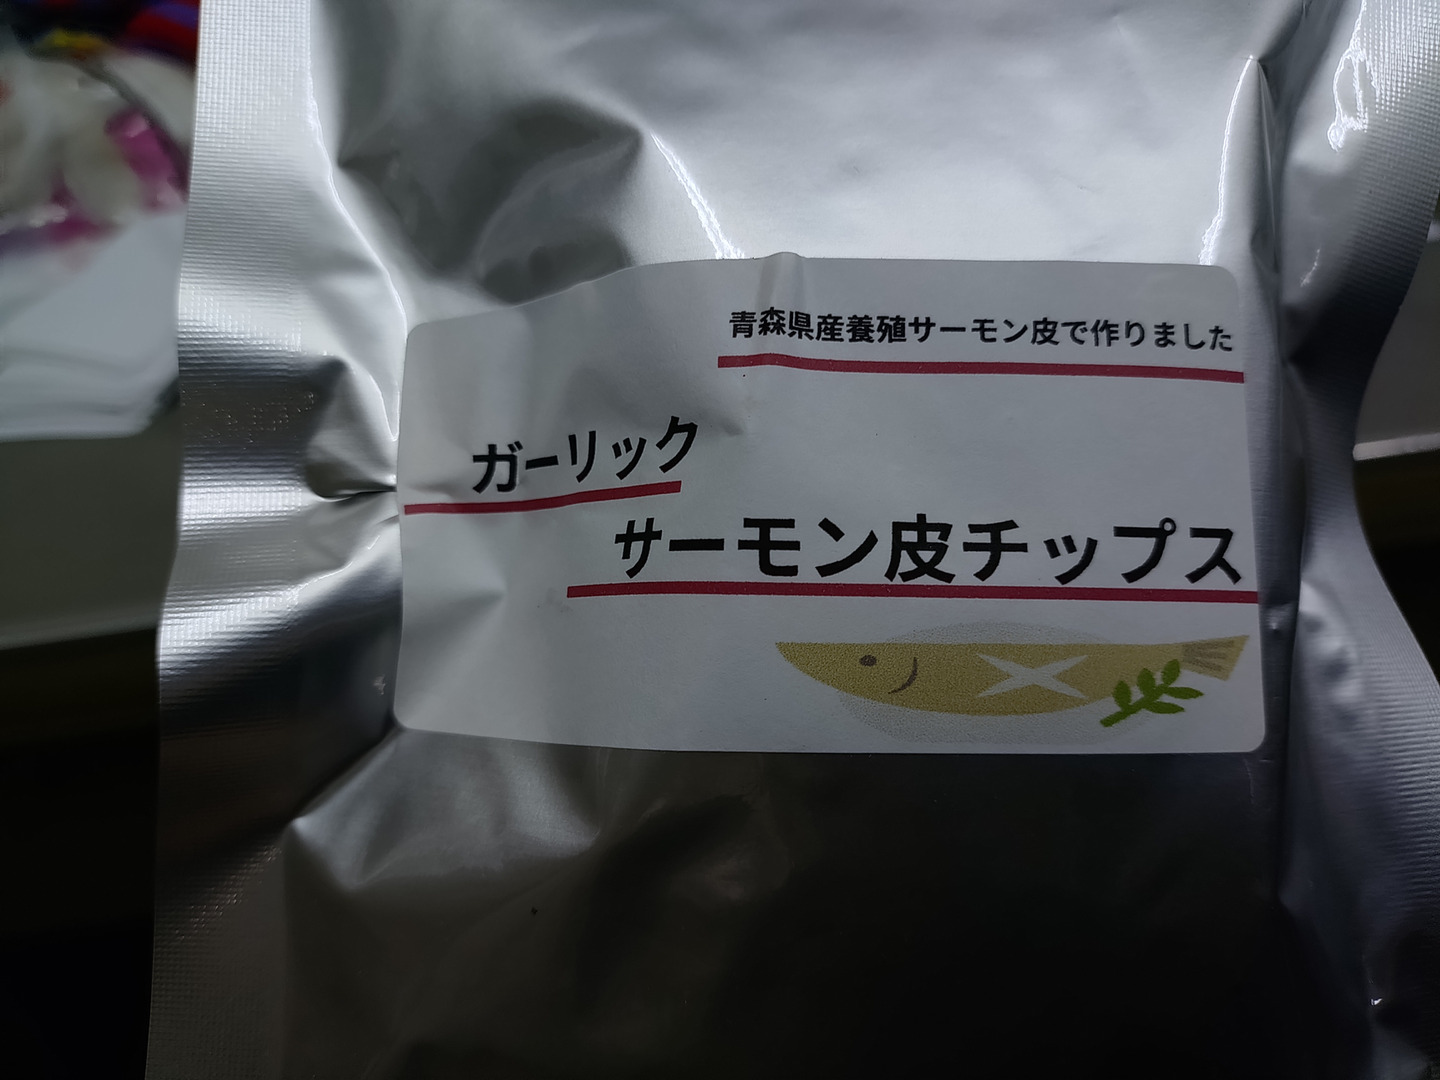 青森県産養殖サーモン皮で作りました
ガーリック
サーモン皮チップス